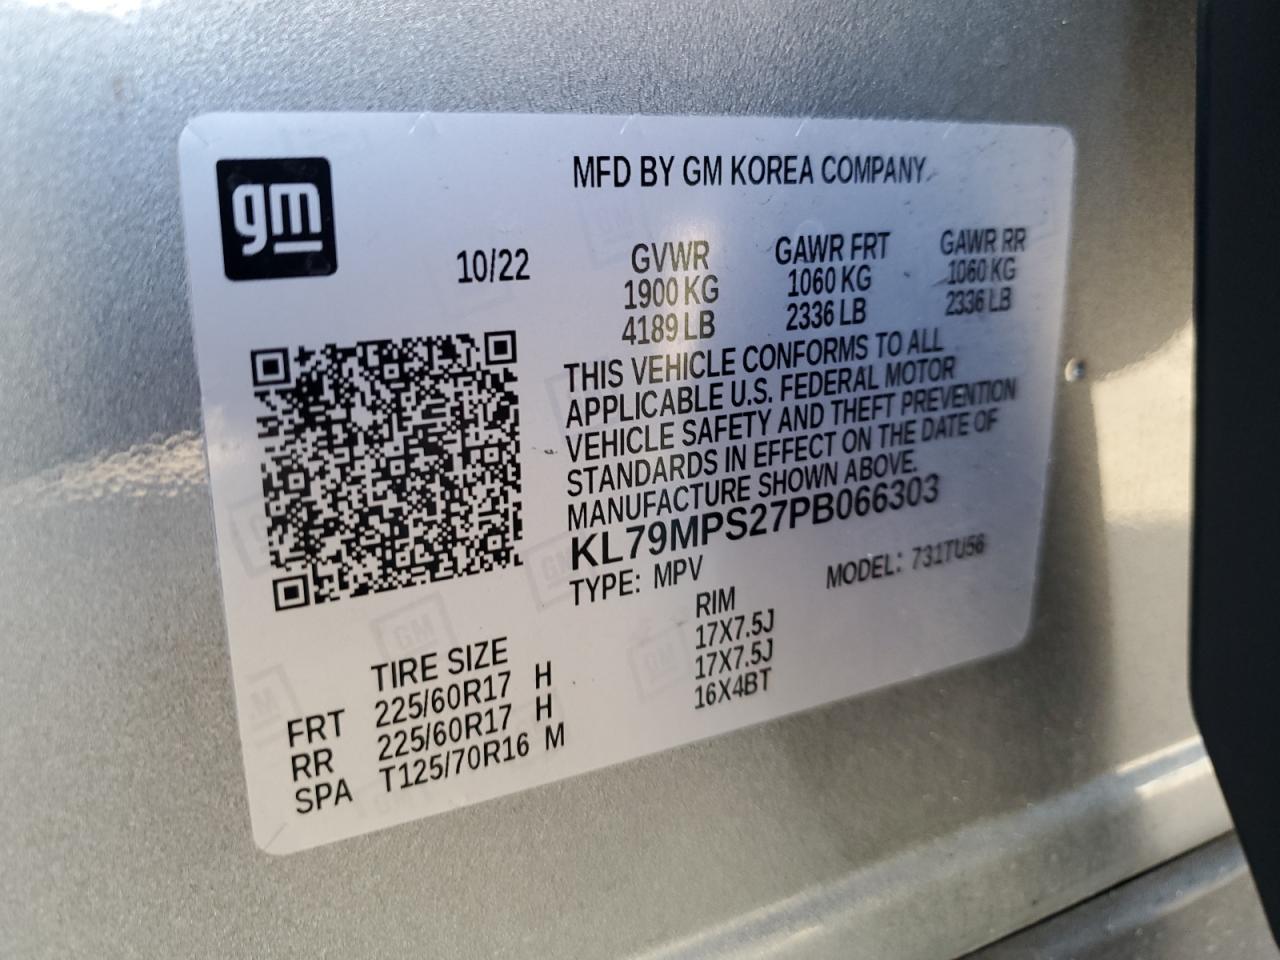 gm
MFD BY GM KOREA COMPANY
10/22
GVWR GAWR FRT GAWR RR
1900 KG 1060 KG 1060 KG
4189 LB 2336 LB 2336 LB
THIS VEHICLE CONFORMS TO ALL
APPLICABLE U.S. FEDERAL MOTOR
VEHICLE SAFETY AND THEFT PREVENTION
STANDARDS IN EFFECT ON THE DATE OF
MANUFACTURE SHOWN ABOVE.
KL79MPS27PB066303
TYPE: MPV MODEL: 731TU56
TIRE SIZE RIM
FRT 225/60R17 H 17X7.5J
RR 225/60R17 H 17X7.5J
SPA T125/70R16 M 16X4BT